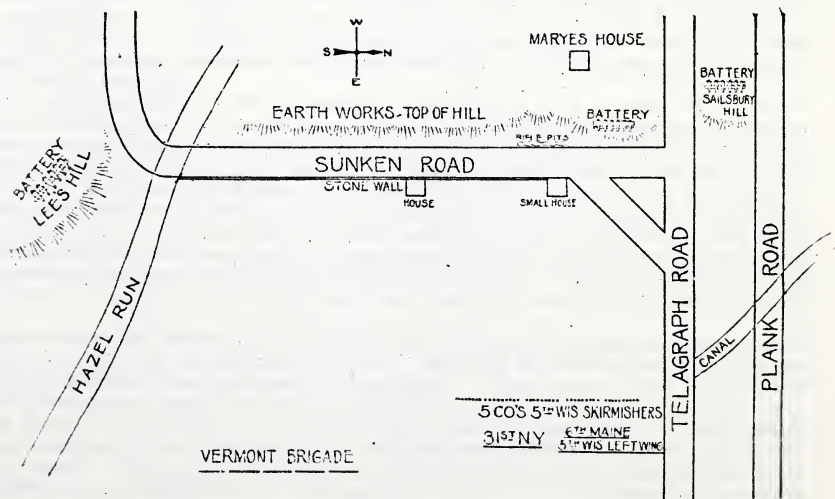 W
S N
E
MARYES HOUSE
BATTERY
SAILSBURY
HILL
EARTH WORKS-TOP OF HILL
BATTERY
RIFLE PITS
BATTERY
LEES HILL
SUNKEN ROAD
STONE WALL
HOUSE
SMALL HOUSE
HAZEL RUN
TELAGRAPH ROAD
PLANK ROAD
CANAL
5 CO'S 5TH WIS SKIRMISHERS
31ST NY
6TH MAINE
5TH WIS LEFT WING
VERMONT BRIGADE